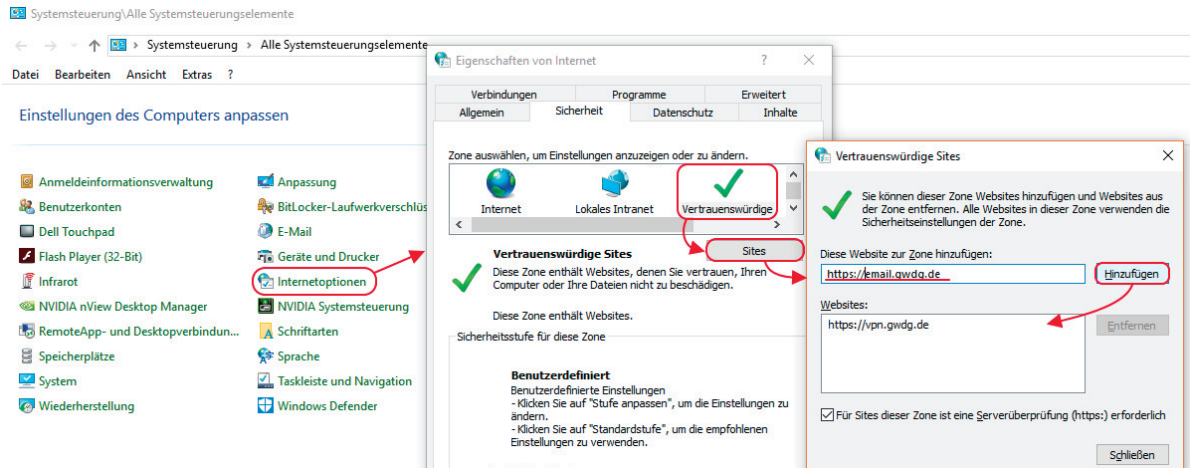 Systemsteuerung\Alle Systemsteuerungselemente
Systemsteuerung > Alle Systemsteuerungselemente
Datei Bearbeiten Ansicht Extras ?
Einstellungen des Computers anpassen
Anmeldeinformationsverwaltung
Benutzerkonten
Dell Touchpad
Flash Player (32-Bit)
Infrarot
NVIDIA nView Desktop Manager
RemoteApp- und Desktopverbindun...
Speicherplätze
System
Wiederherstellung
Anpassung
BitLocker-Laufwerkverschlüs
E-Mail
Geräte und Drucker
Internetoptionen
NVIDIA Systemsteuerung
Schriftarten
Sprache
Taskleiste und Navigation
Windows Defender
Eigenschaften von Internet ?
Verbindungen Programme Erweitert
Allgemein Sicherheit Datenschutz Inhalte
Zone auswählen, um Einstellungen anzuzeigen oder zu ändern.
Internet Lokales Intranet Vertrauenswürdige
Sites
Vertrauenswürdige Sites
Diese Zone enthält Websites, denen Sie vertrauen, Ihren
Computer oder Ihre Dateien nicht zu beschädigen.
Diese Zone enthält Websites.
Sicherheitsstufe für diese Zone
Benutzerdefiniert
Benutzerdefinierte Einstellungen
- Klicken Sie auf "Stufe anpassen", um die Einstellungen zu
ändern.
- Klicken Sie auf "Standardstufe", um die empfohlenen
Einstellungen zu verwenden.
Vertrauenswürdige Sites
Sie können dieser Zone Websites hinzufügen und Websites aus
der Zone entfernen. Alle Websites in dieser Zone verwenden die
Sicherheitseinstellungen der Zone.
Diese Website zur Zone hinzufügen:
https://email.gwdg.de
Hinzufügen
Websites:
https://vpn.gwdg.de
Entfernen
Für Sites dieser Zone ist eine Serverüberprüfung (https:) erforderlich
Schließen